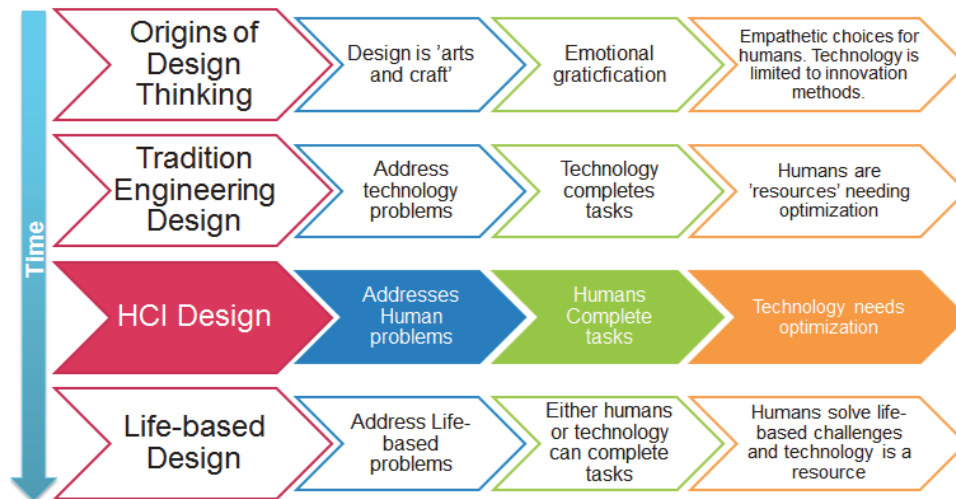 Time
Origins of
Design
Thinking
Design is 'arts
and craft'
Emotional
graticfication
Empathetic choices for
humans. Technology is
limited to innovation
methods.
Tradition
Engineering
Design
Address
technology
problems
Technology
completes
tasks
Humans are
'resources' needing
optimization
HCI Design
Addresses
Human
problems
Humans
Complete
tasks
Technology needs
optimization
Life-based
Design
Address Life-
based
problems
Either humans
or technology
can complete
tasks
Humans solve life-
based challenges
and technology is a
resource